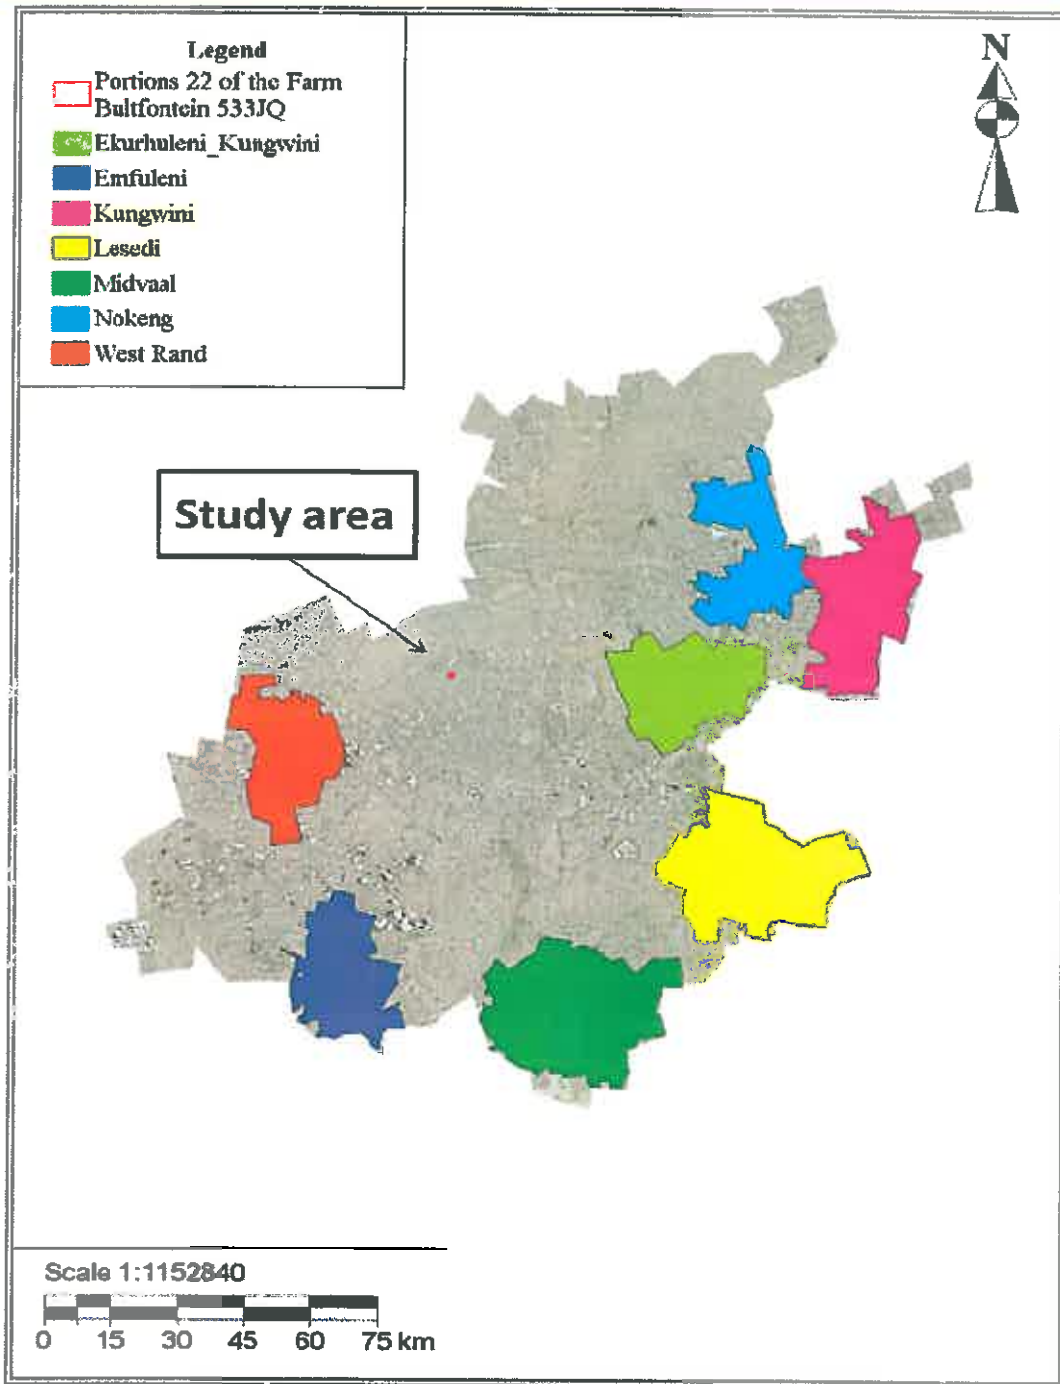 Legend
Portions 22 of the Farm
Bultfontein 533JQ
Ekurhuleni_Kungwini
Emfuleni
Kungwini
Lesedi
Midvaal
Nokeng
West Rand
N
Study area
Scale 1:1152840
0 15 30 45 60 75 km